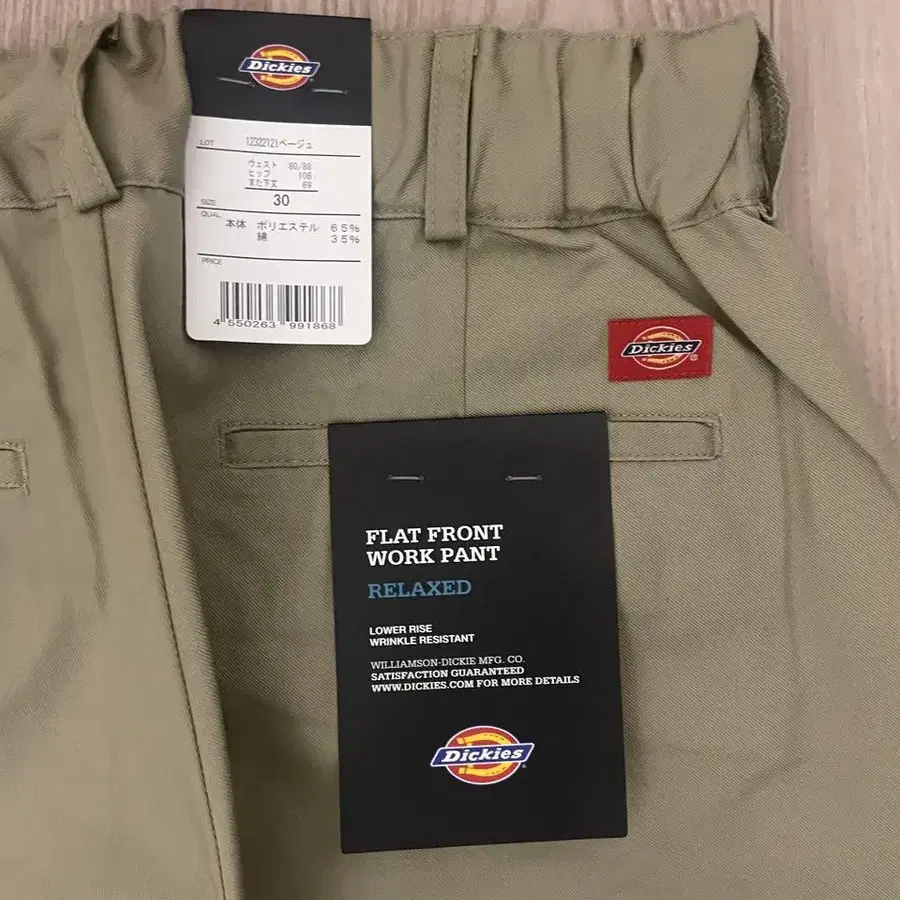 Dickies
LOT 12322121ベージュ
ウェスト 80/88
ヒップ 106
また下丈 69
SIZE 30
QUAL
本体 ポリエステル 65%
綿 35%
PRICE
4 550263 991868
Dickies
®
FLAT FRONT
WORK PANT
RELAXED
LOWER RISE
WRINKLE RESISTANT
WILLIAMSON-DICKIE MFG. CO.
SATISFACTION GUARANTEED
WWW.DICKIES.COM FOR MORE DETAILS
Dickies
®